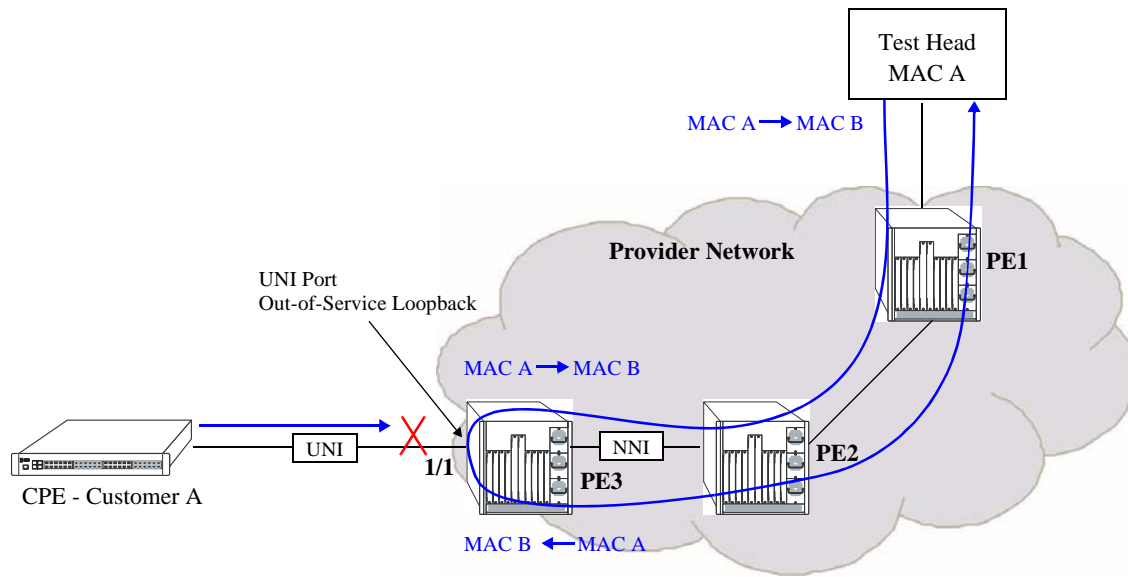 Test Head
MAC A
MAC A → MAC B
Provider Network
PE1
UNI Port
Out-of-Service Loopback
MAC A → MAC B
UNI
1/1
NNI
PE2
PE3
CPE - Customer A
MAC B ← MAC A